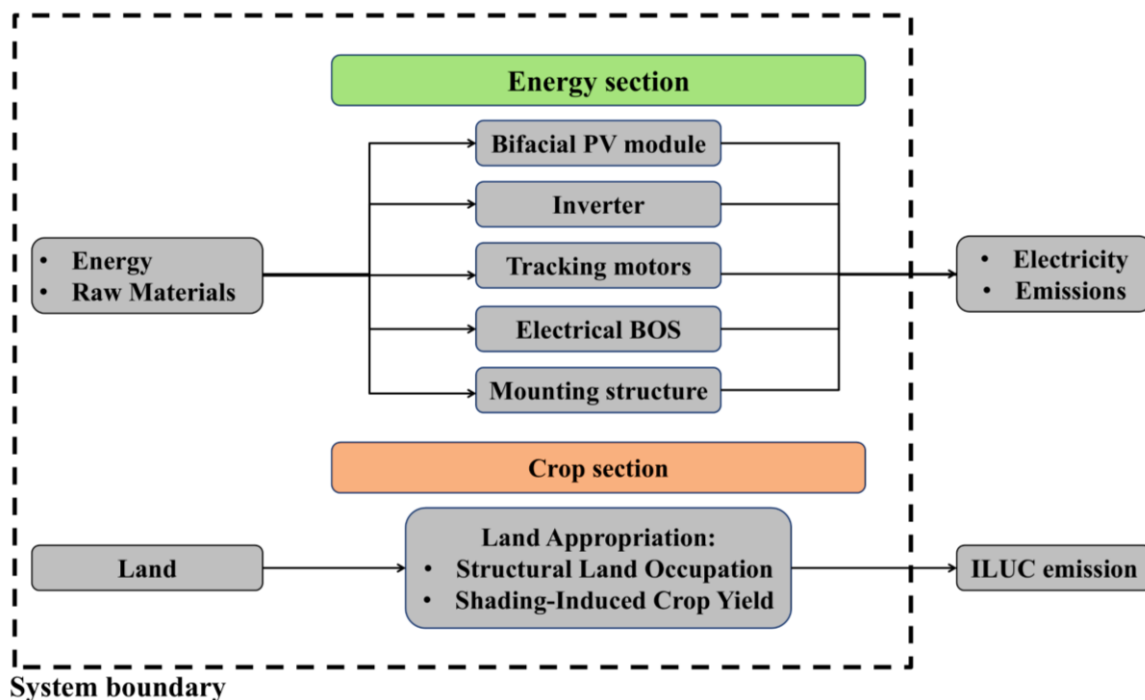 Energy section
Bifacial PV module
Inverter
• Energy
• Raw Materials
Tracking motors
Electrical BOS
Mounting structure
• Electricity
• Emissions
Crop section
Land
Land Appropriation:
• Structural Land Occupation
• Shading-Induced Crop Yield
ILUC emission
System boundary